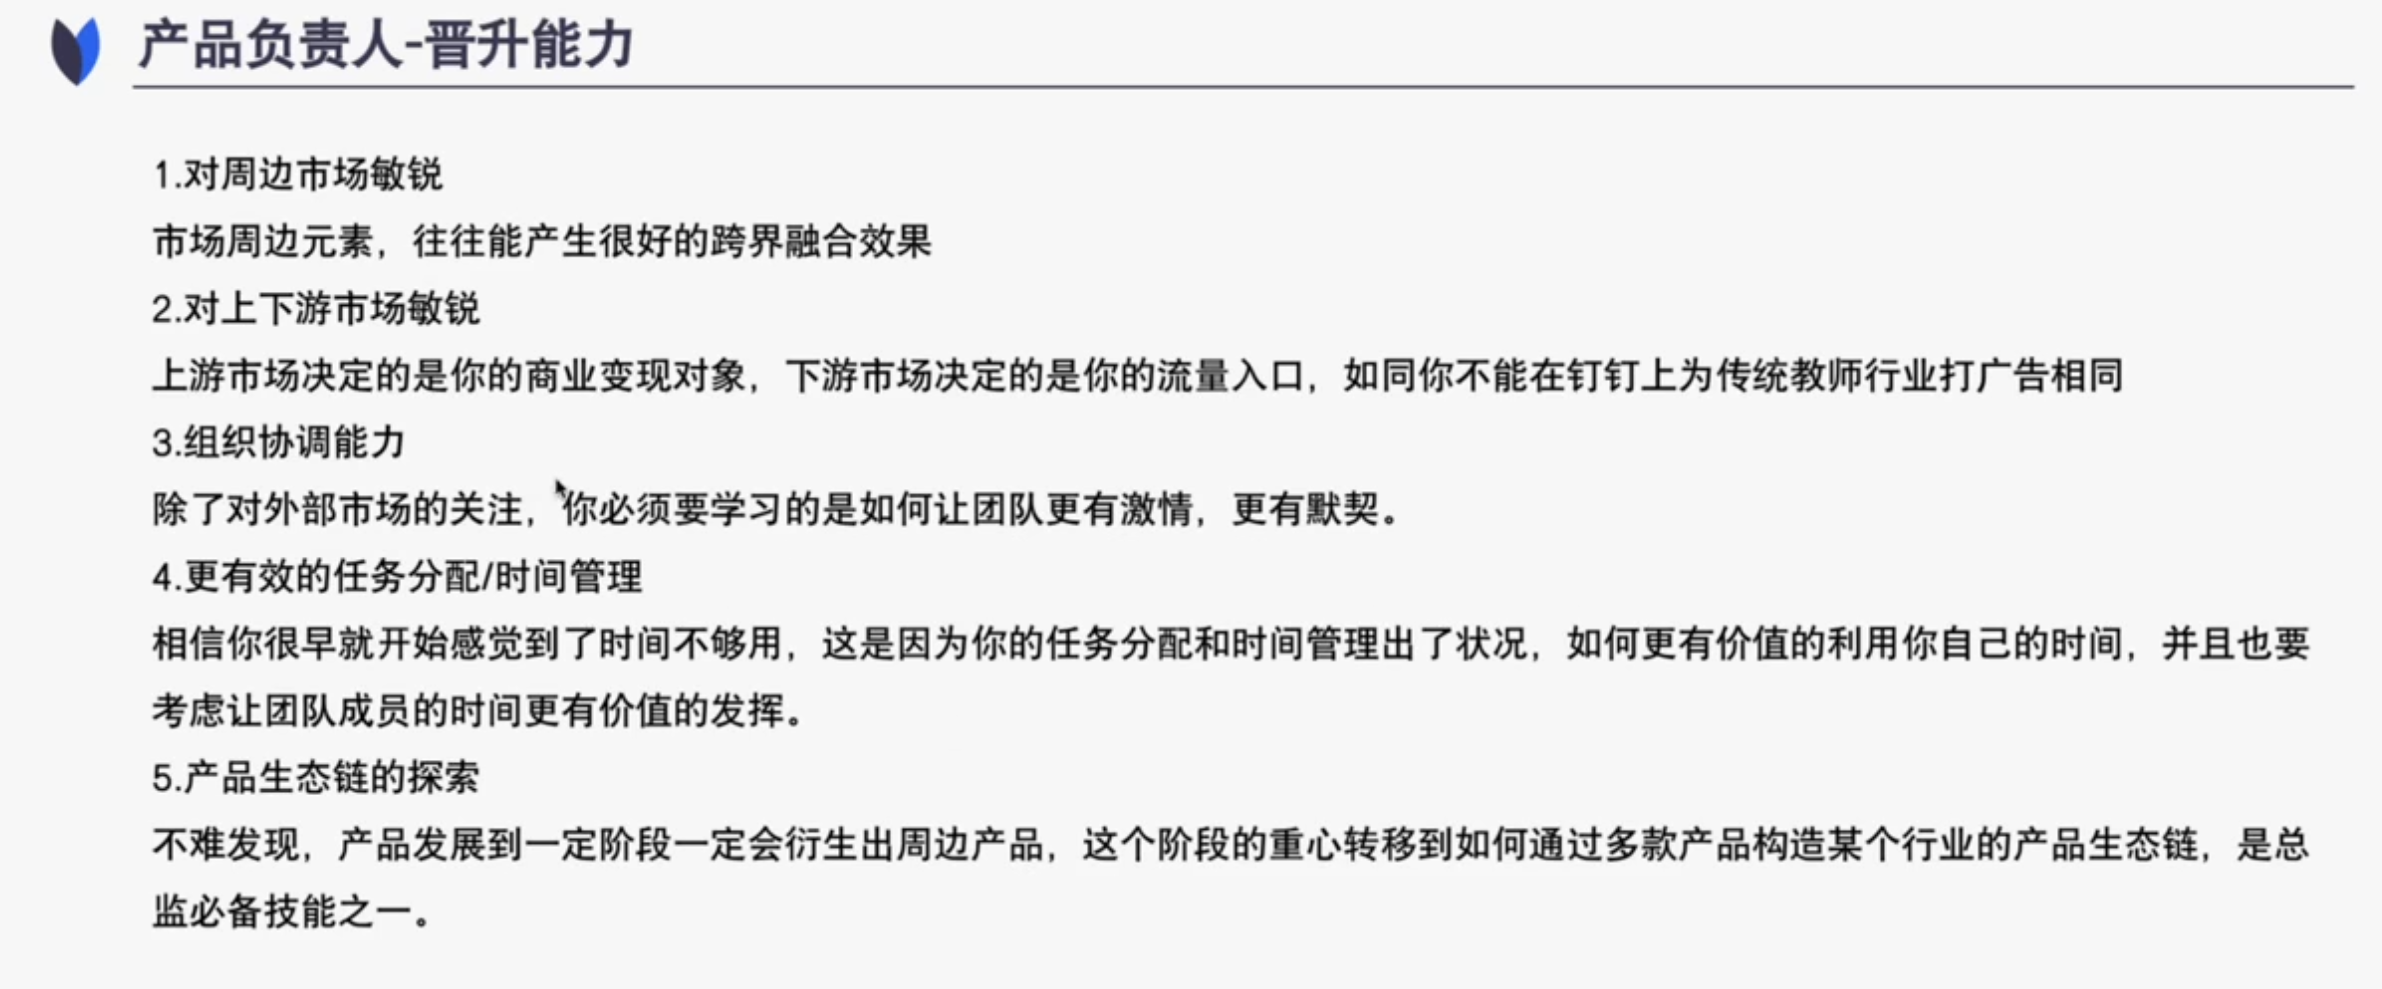 产品负责人-晋升能力
1.对周边市场敏锐
市场周边元素，往往能产生很好的跨界融合效果
2.对上下游市场敏锐
上游市场决定的是你的商业变现对象，下游市场决定的是你的流量入口，如同你不能在钉钉上为传统教师行业打广告相同
3.组织协调能力
除了对外部市场的关注，你必须要学习的是如何让团队更有激情，更有默契。
4.更有效的任务分配/时间管理
相信你很早就开始感觉到了时间不够用，这是因为你的任务分配和时间管理出了状况，如何更有价值的利用你自己的时间，并且也要
考虑让团队成员的时间更有价值的发挥。
5.产品生态链的探索
不难发现，产品发展到一定阶段一定会衍生出周边产品，这个阶段的重心转移到如何通过多款产品构造某个行业的产品生态链，是总
监必备技能之一。